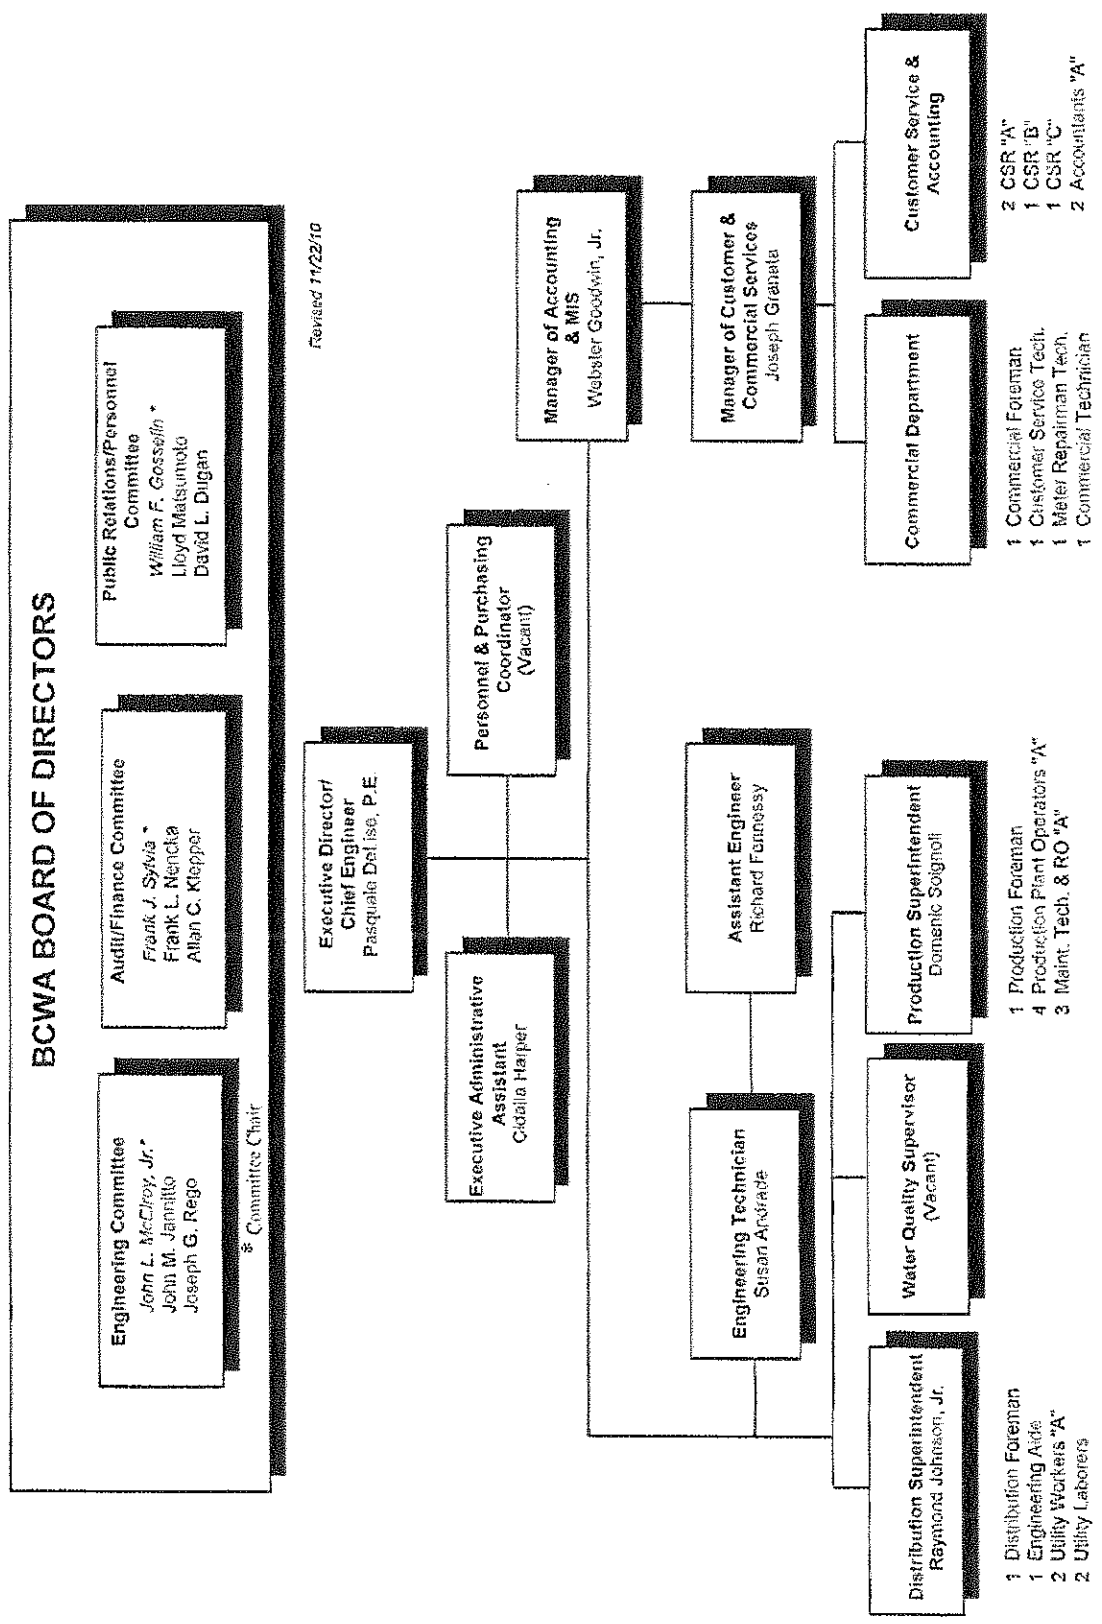 BCWA BOARD OF DIRECTORS
Engineering Committee
John L. McElroy, Jr.*
John M. Jannitto
Joseph G. Rego
* Committee Chair
Audit/Finance Committee
Frank J. Sylvia *
Frank L. Nencka
Allan C. Klepper
Public Relations/Personnel
Committee
William F. Gosselin *
Lloyd Matsumoto
David L. Dugan
Revised 11/22/10
Executive Director/
Chief Engineer
Pasquale DeLise, P.E.
Executive Administrative
Assistant
Cidalia Harper
Personnel & Purchasing
Coordinator
(Vacant)
Manager of Accounting
& MIS
Webster Goodwin, Jr.
Engineering Technician
Susan Andrade
Assistant Engineer
Richard
Manager of Customer &
Commercial Services
Joseph Granata
Distribution Superintendent
Raymond Johnson, Jr.
1 Distribution Foreman
1 Engineering Aide
2 Utility Workers "A"
2 Utility Laborers
Water Quality Supervisor
(Vacant)
Production Superintendent
Domenic
1 Production Foreman
4 Production Plant Operators "A"
3 Maint. Tech. & RO "A"
Commercial Department
1 Commercial Foreman
1 Customer Service Tech.
1 Meter Repairman Tech.
1 Commercial Technician
Customer Service &
Accounting
2 CSR "A"
1 CSR "B"
1 CSR "C"
2 Accountants "A"